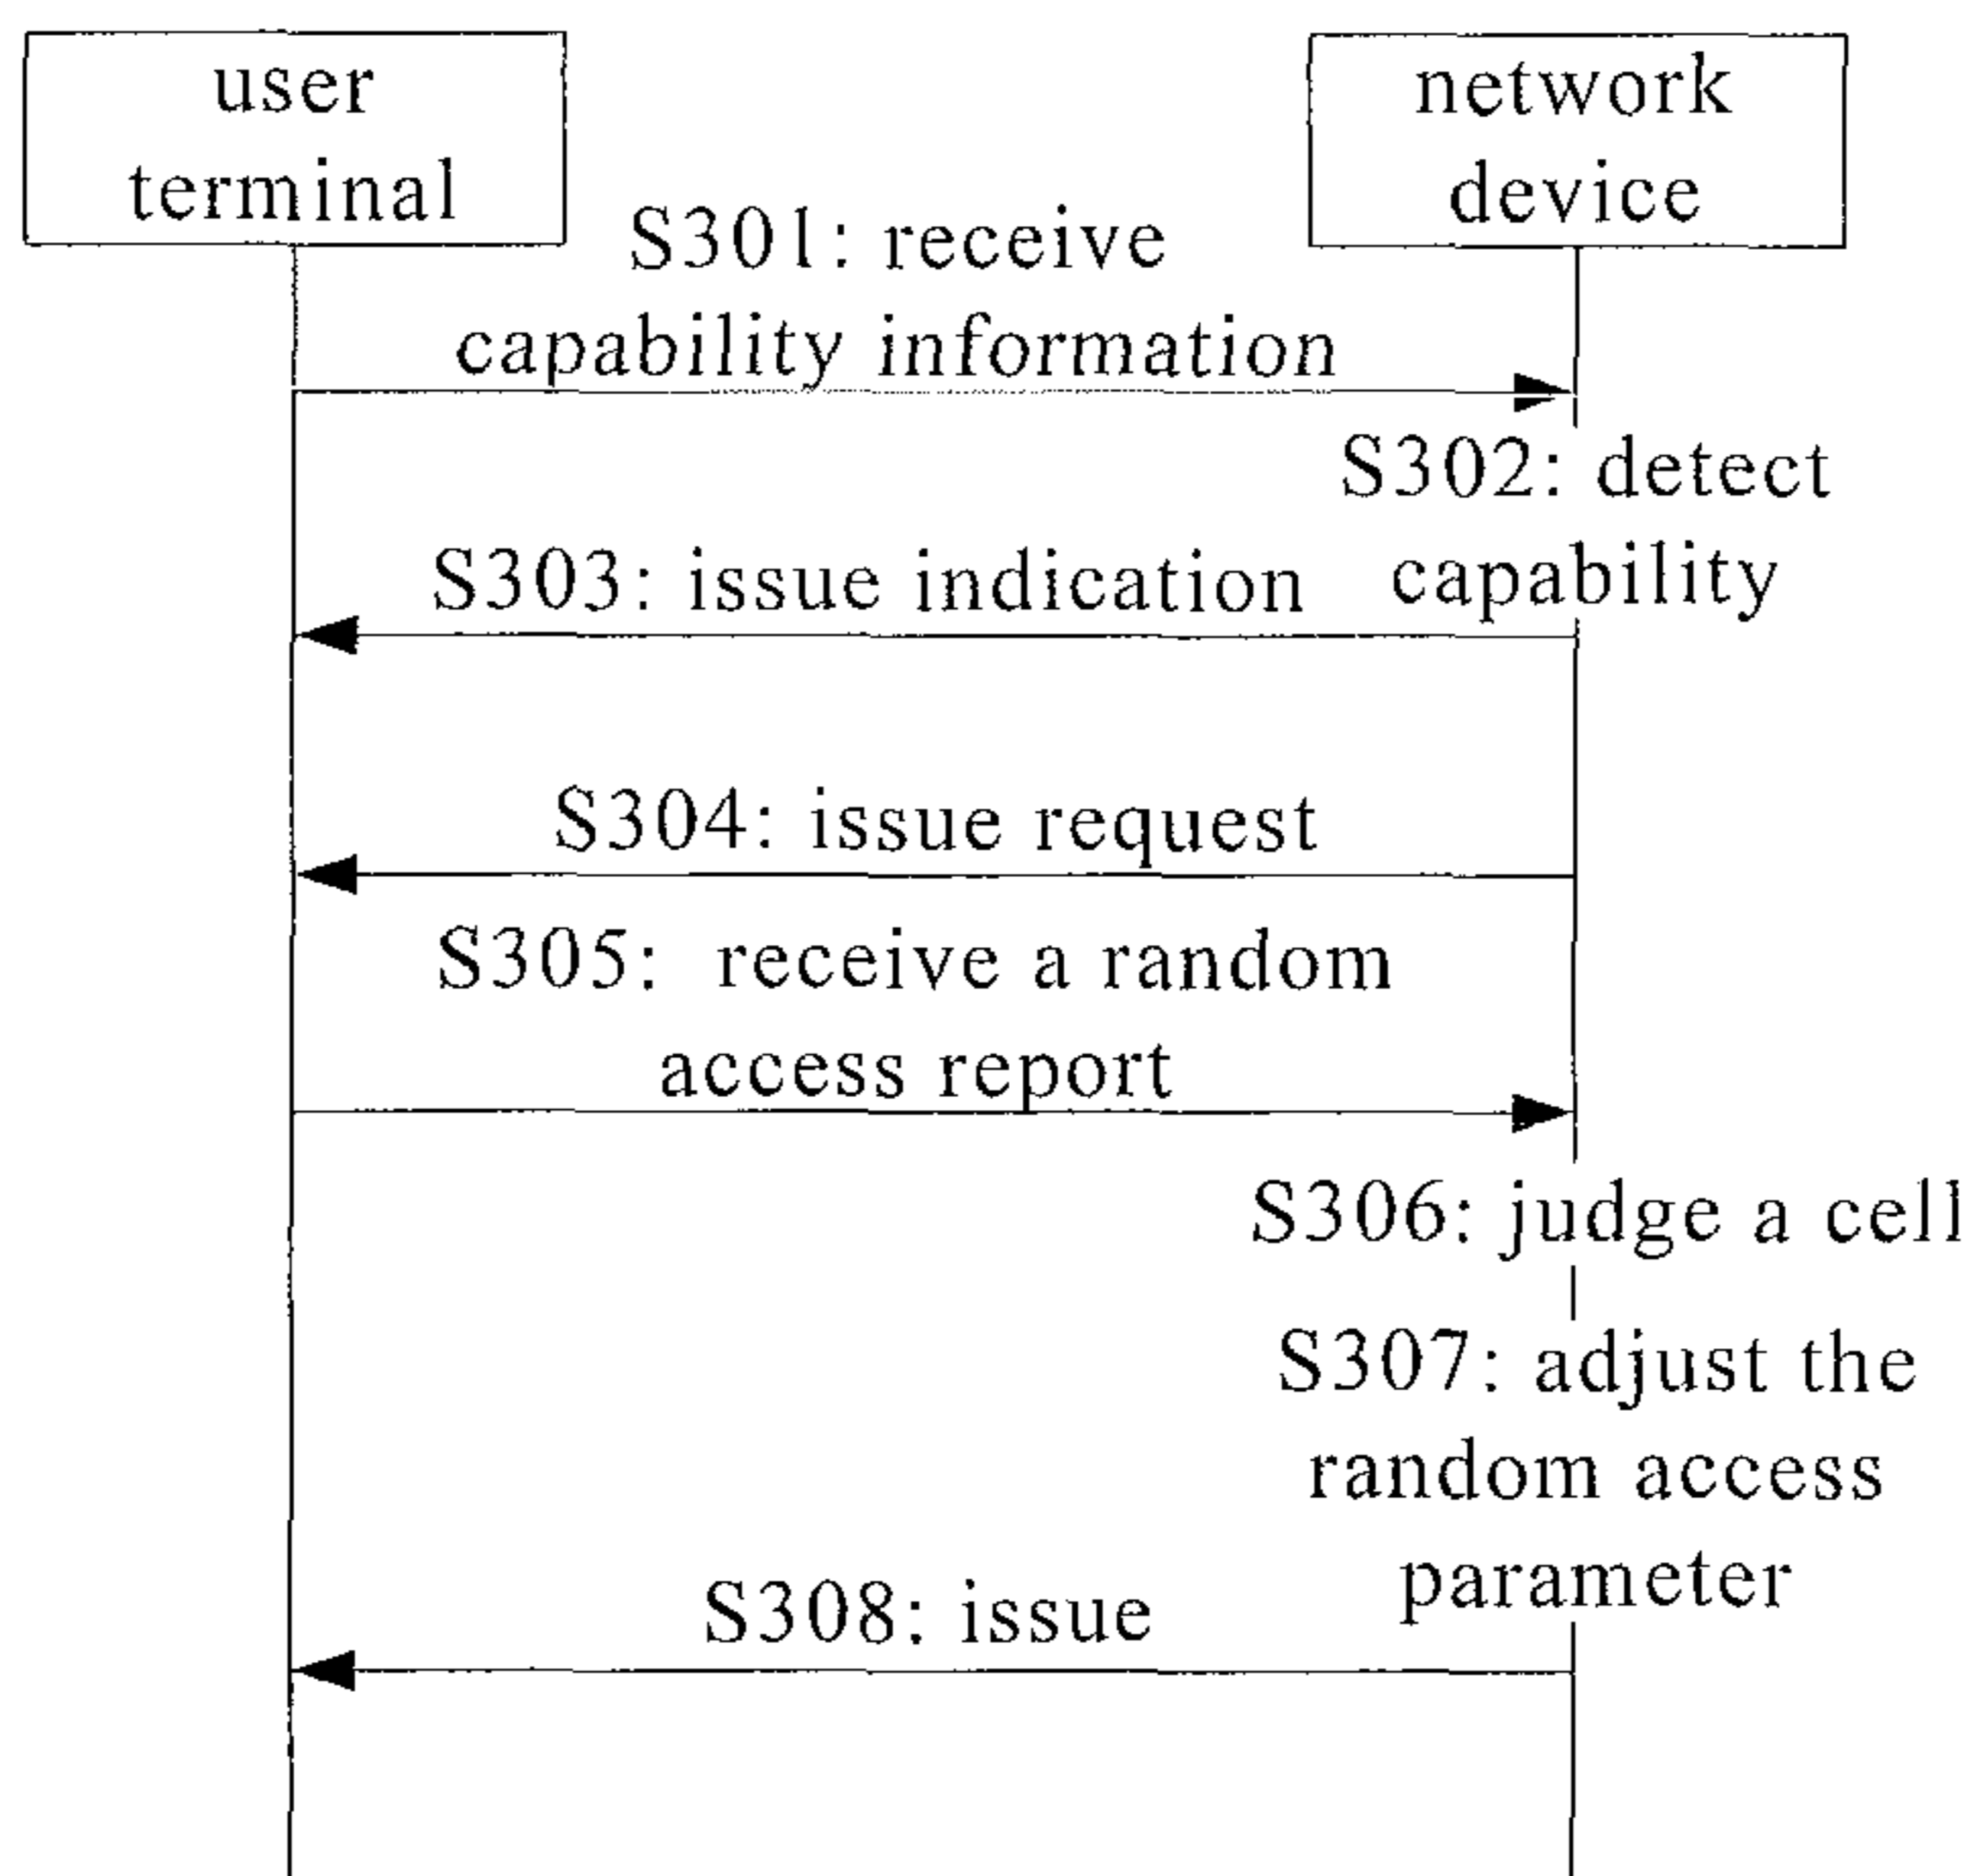 user
terminal
network
device
S301: receive
capability information
S302: detect
capability
S303: issue indication
S304: issue request
S305: receive a random
access report
S306: judge a cell
S307: adjust the
random access
parameter
S308: issue